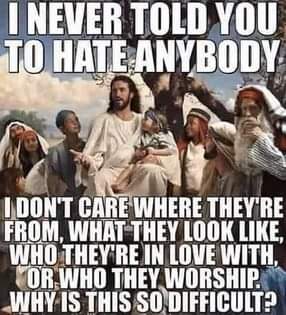 I NEVER TOLD YOU
TO HATE ANYBODY
I DON'T CARE WHERE THEY'RE
FROM, WHAT THEY LOOK LIKE,
WHO THEY'RE IN LOVE WITH,
OR WHO THEY WORSHIP.
WHY IS THIS SO DIFFICULT?